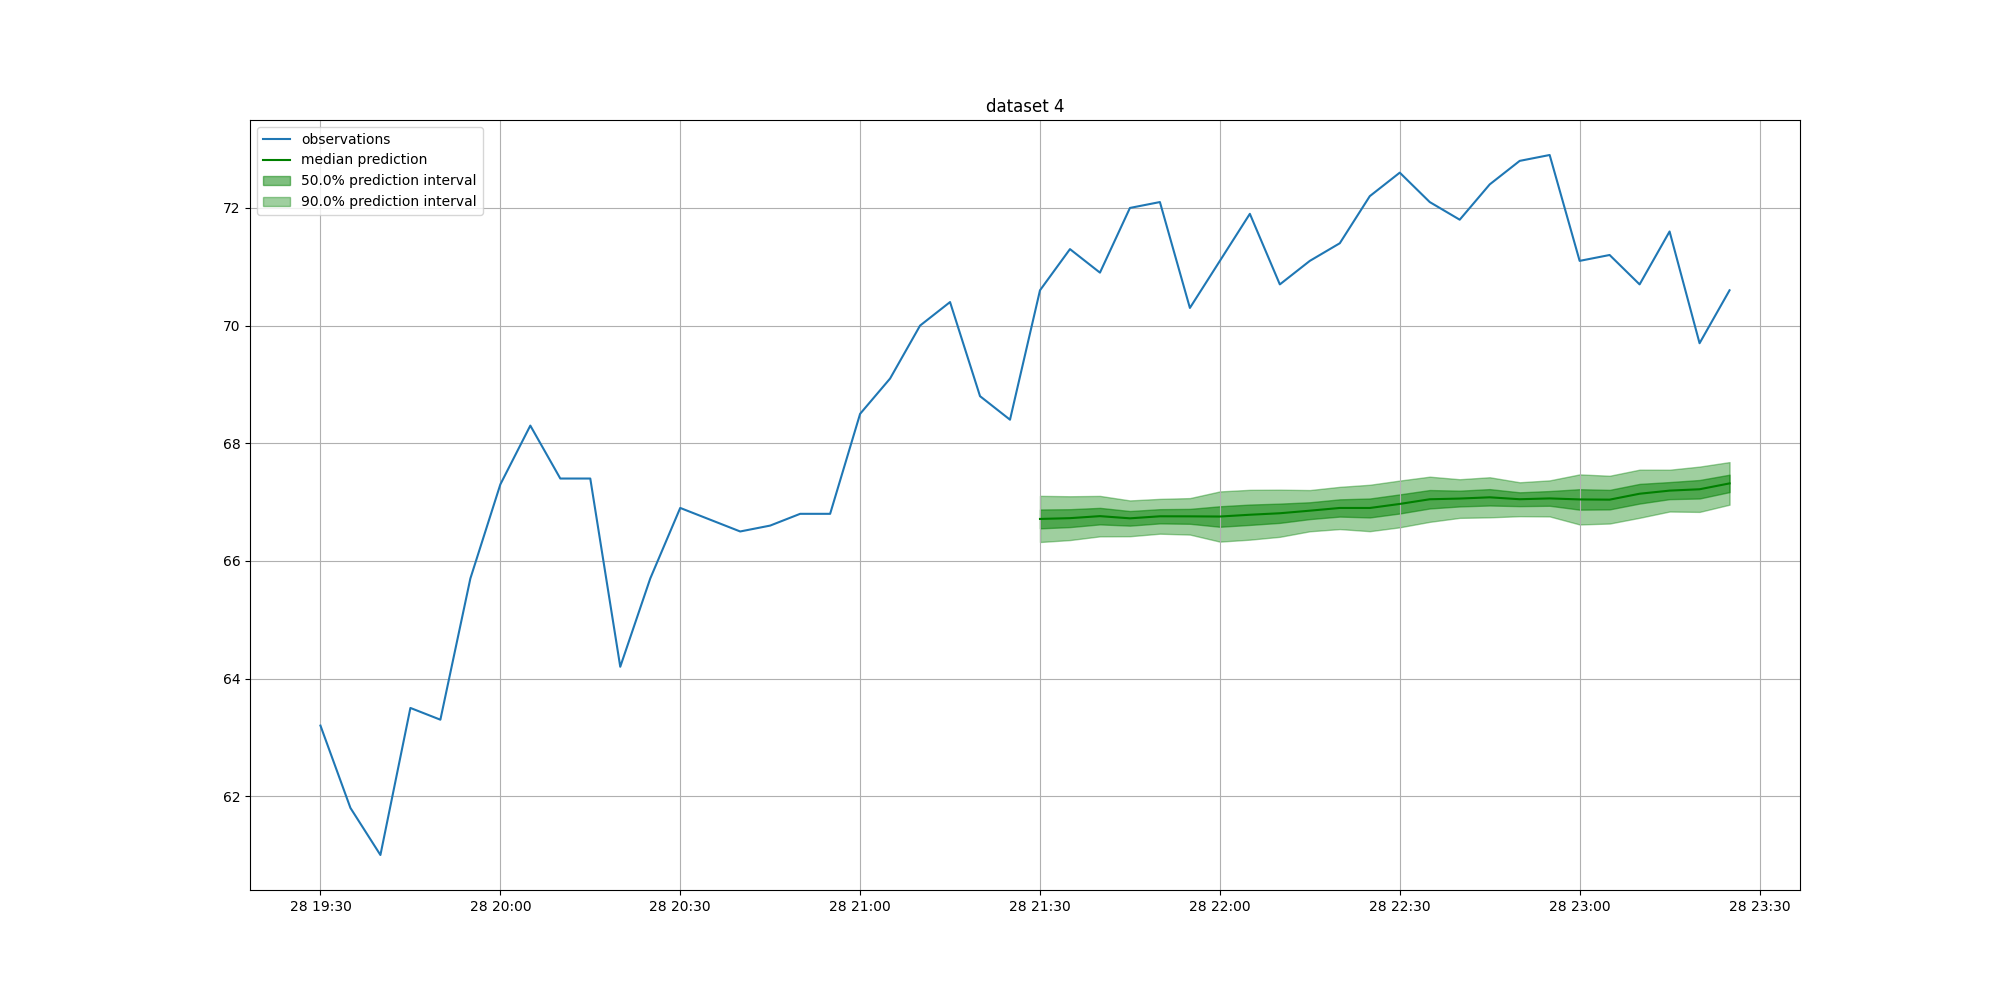 dataset 4
observations
median prediction
50.0% prediction interval
90.0% prediction interval
72
70
68
66
64
62
28 19:30 28 20:00 28 20:30 28 21:00 28 21:30 28 22:00 28 22:30 28 23:00 28 23:30